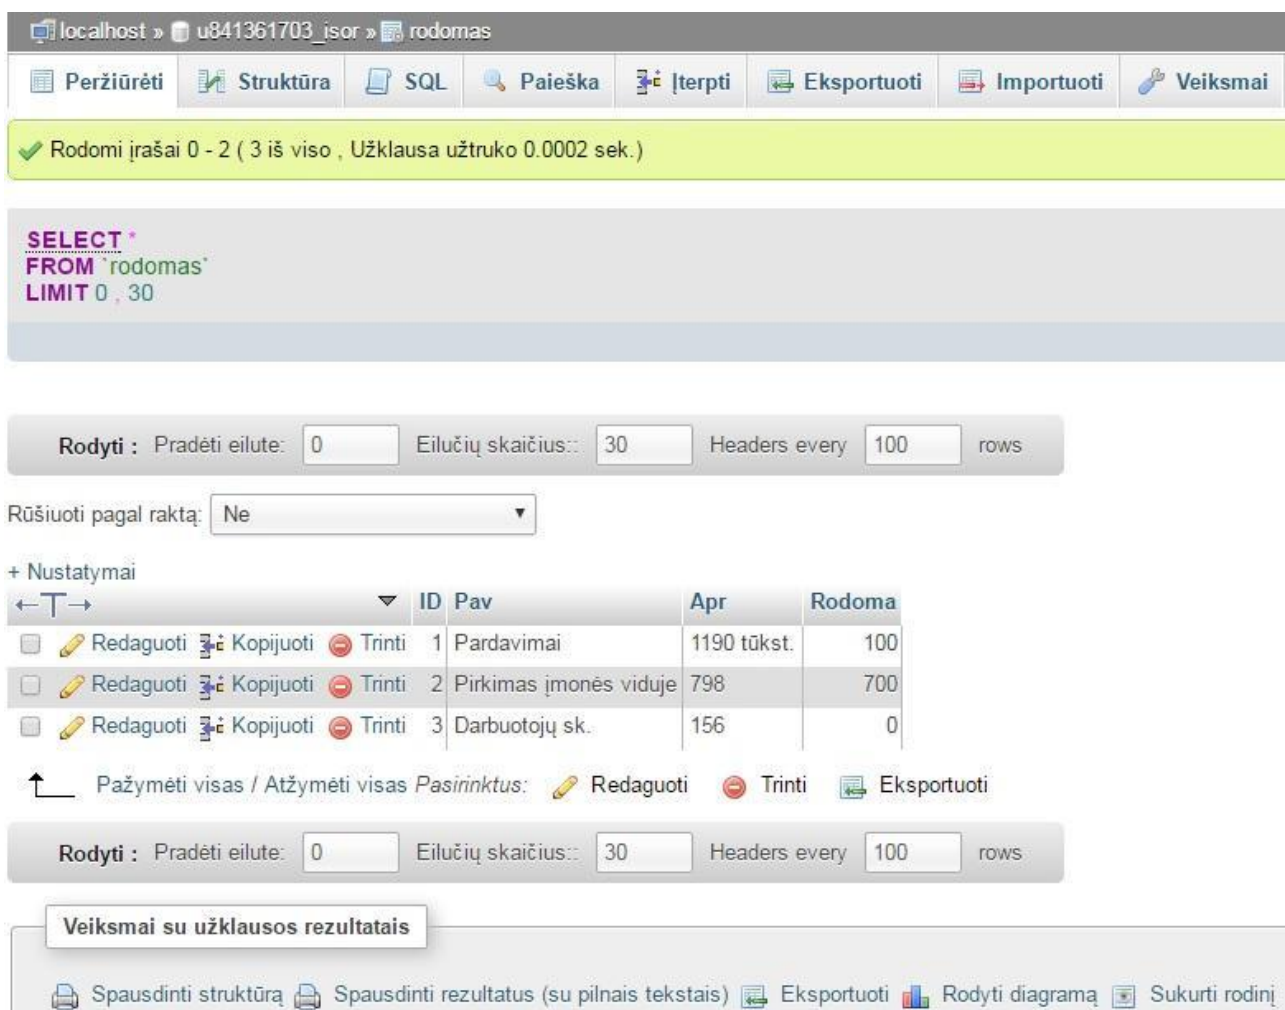 localhost » u841361703_isor » rodomas
Peržiūrėti Struktūra SQL Paieška Įterpti Eksportuoti Importuoti Veiksmai
Rodomi įrašai 0 - 2 ( 3 iš viso , Užklausa užtruko 0.0002 sek.)
SELECT *
FROM `rodomas`
LIMIT 0 , 30
Rodyti : Pradėti eilute: 0 Eilučių skaičius:: 30 Headers every 100 rows
Rūšiuoti pagal raktą: Ne
+ Nustatymai
←T→ ID Pav Apr Rodoma
Redaguoti Kopijuoti Trinti 1 Pardavimai 1190 tūkst. 100
Redaguoti Kopijuoti Trinti 2 Pirkimas įmonės viduje 798 700
Redaguoti Kopijuoti Trinti 3 Darbuotojų sk. 156 0
Pažymėti visas / Atžymėti visas Pasirinktus: Redaguoti Trinti Eksportuoti
Rodyti : Pradėti eilute: 0 Eilučių skaičius:: 30 Headers every 100 rows
Veiksmai su užklausos rezultatais
Spausdinti struktūrą Spausdinti rezultatus (su pilnais tekstais) Eksportuoti Rodyti diagramą Sukurti rodinį